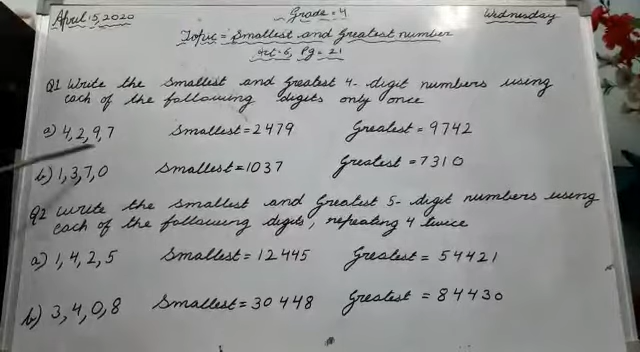 April 15, 2020 Grade = 4 Wednesday
Topic = Smallest and Greatest number
Act-6, Pg = 21
Q1 Write the smallest and greatest 4-digit numbers using
each of the following digits only once
a) 4, 2, 9, 7 Smallest = 2479 Greatest = 9742
b) 1, 3, 7, 0 Smallest = 1037 Greatest = 7310
Q2 Write the smallest and greatest 5-digit numbers using
each of the following digits, repeating 4 twice
a) 1, 4, 2, 5 Smallest = 12445 Greatest = 54421
b) 3, 4, 0, 8 Smallest = 30448 Greatest = 84430